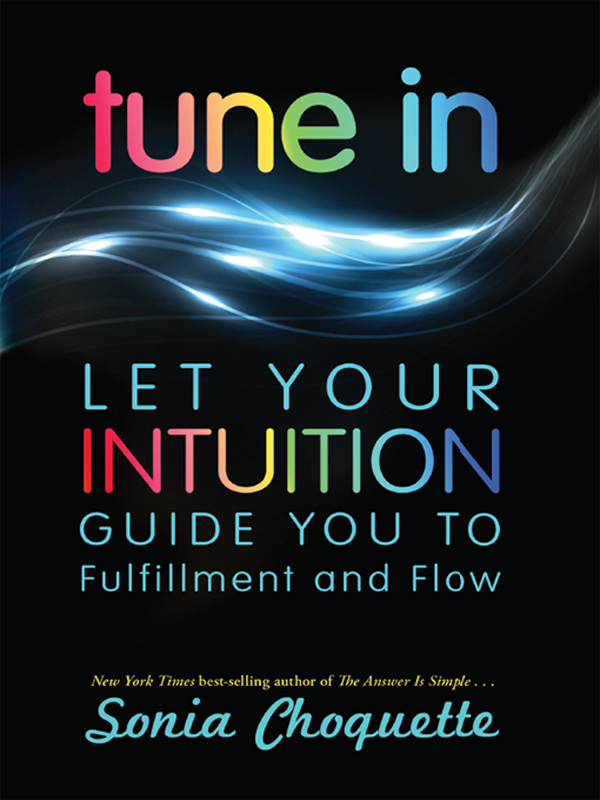 tune in
LET YOUR
INTUITION
GUIDE YOU TO
Fulfillment and Flow
New York Times best-selling author of The Answer Is Simple . . .
Sonia Choquette